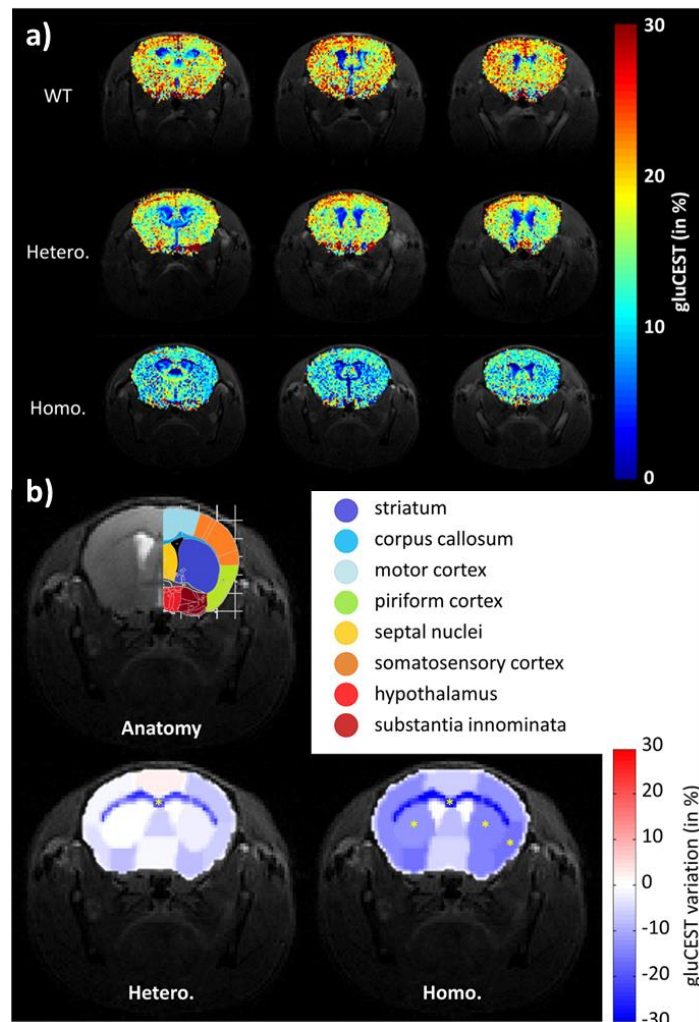 a)
WT
Hetero.
Homo.
30
20
10
0
gluCEST (in %)
b)
Anatomy
striatum
corpus callosum
motor cortex
piriform cortex
septal nuclei
somatosensory cortex
hypothalamus
substantia innominata
*
* * * *
Hetero.
Homo.
30
20
10
0
-10
-20
-30
gluCEST variation (in %)